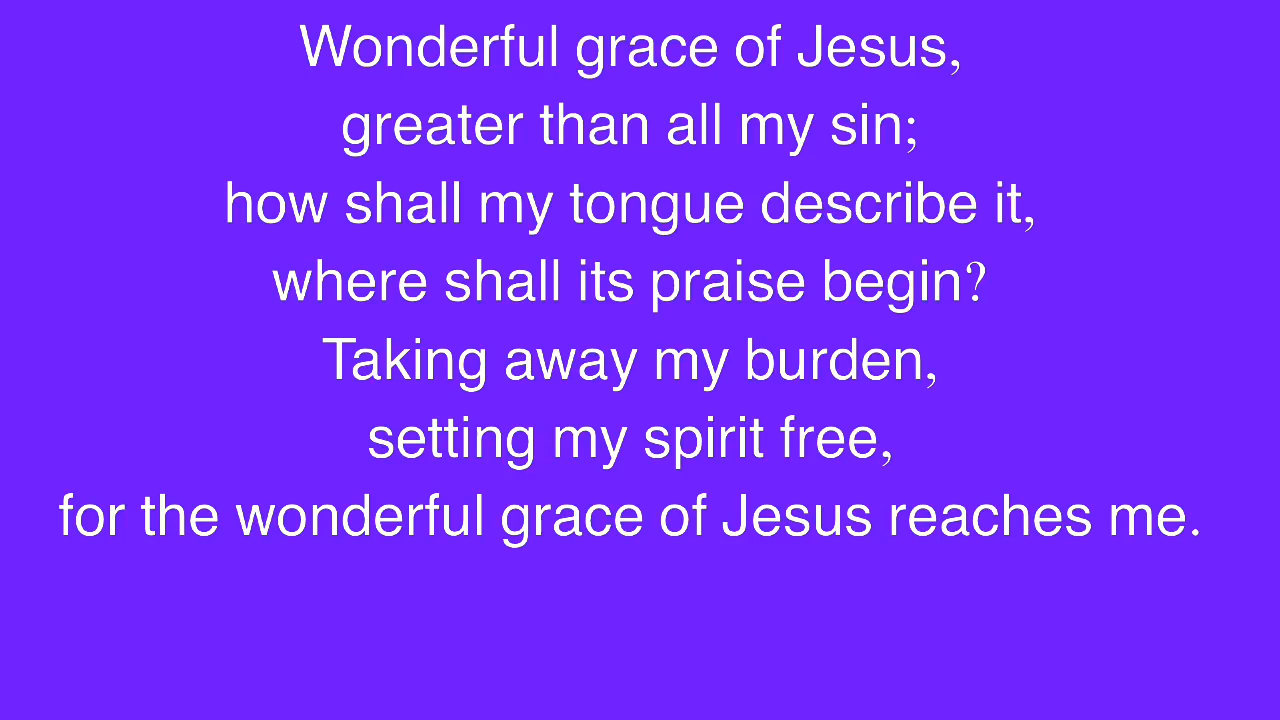 Wonderful grace of Jesus,
greater than all my sin;
how shall my tongue describe it,
where shall its praise begin?
Taking away my burden,
setting my spirit free,
for the wonderful grace of Jesus reaches me.